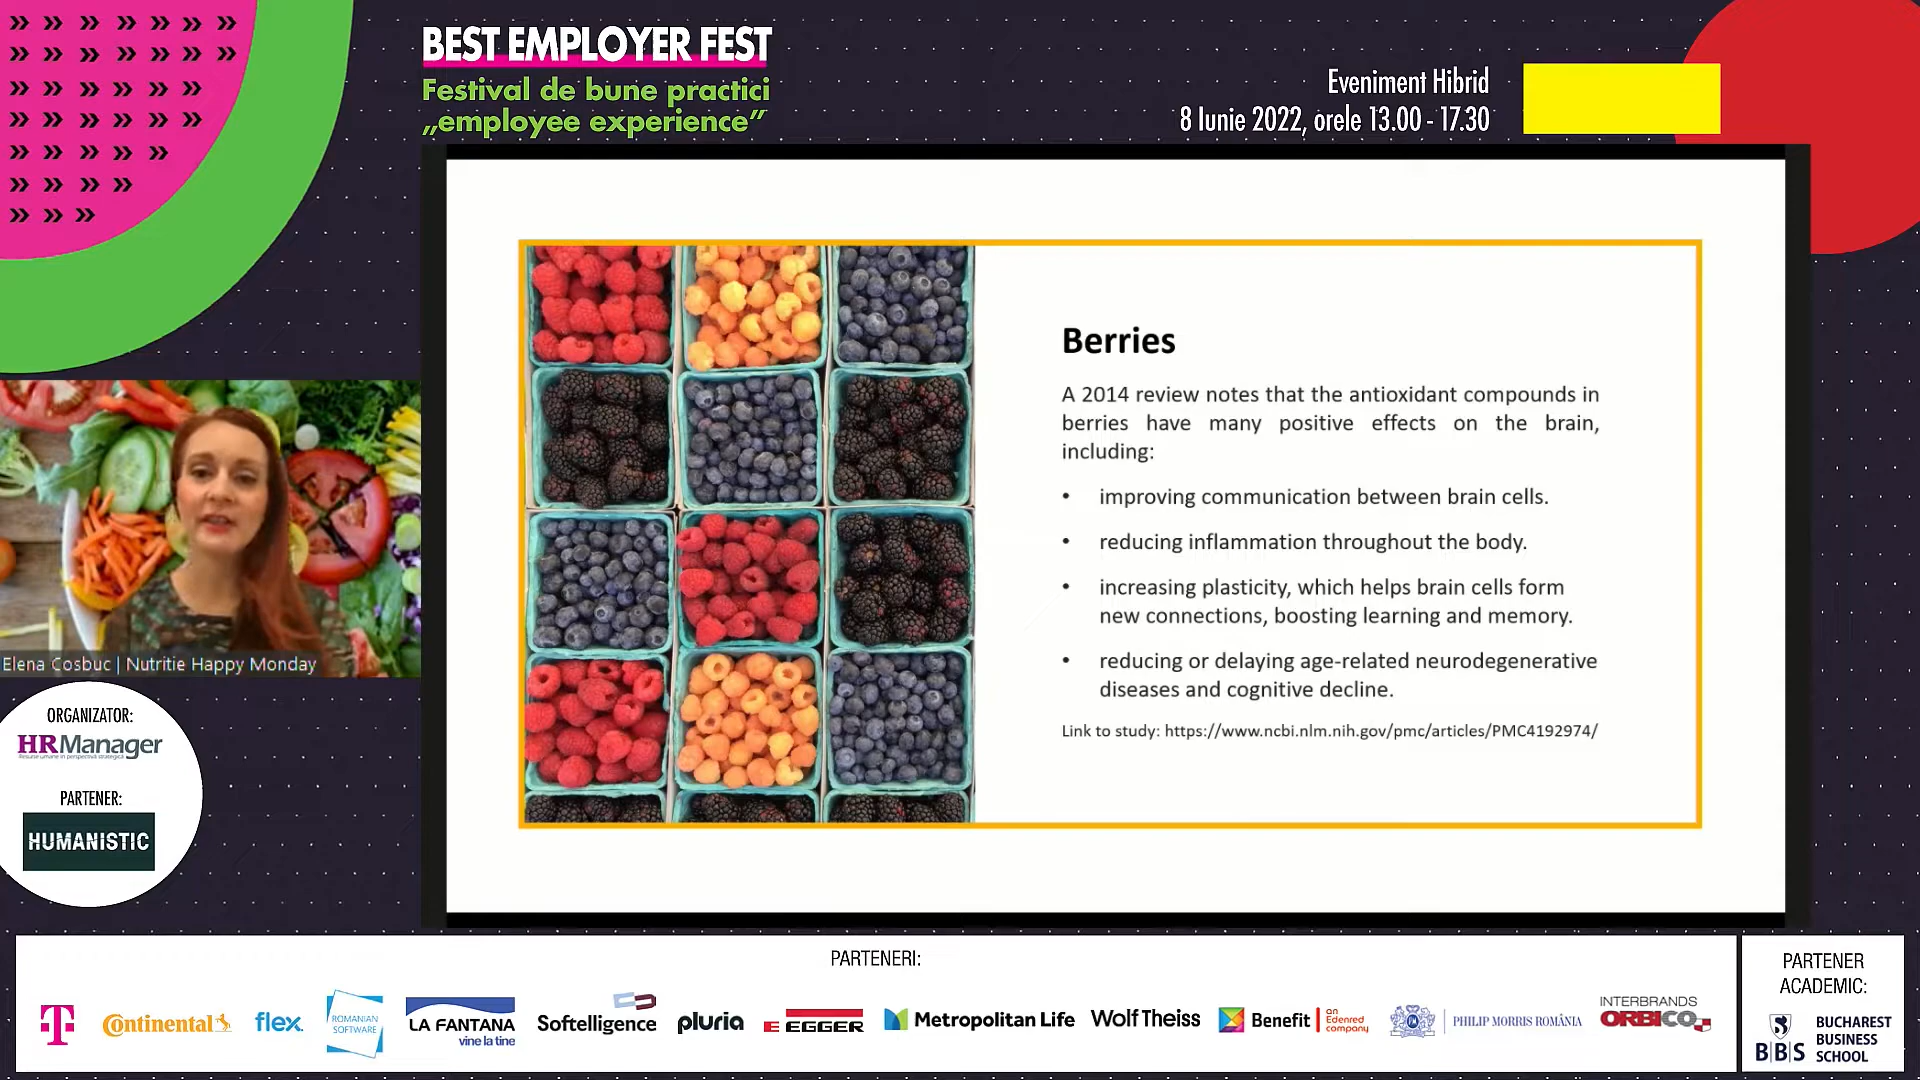 BEST EMPLOYER FEST
Festival de bune practici
„employee experience”
Eveniment Hibrid
8 Iunie 2022, orele 13.00 - 17.30
Berries
A 2014 review notes that the antioxidant compounds in
berries have many positive effects on the brain,
including:
• improving communication between brain cells.
• reducing inflammation throughout the body.
• increasing plasticity, which helps brain cells form
new connections, boosting learning and memory.
• reducing or delaying age-related neurodegenerative
diseases and cognitive decline.
Link to study: https://www.ncbi.nlm.nih.gov/pmc/articles/PMC4192974/
Elena Cosbuc | Nutritie Happy Monday
ORGANIZATOR:
HRManager
Resurse umane în perspectivă strategică
PARTENER:
HUMANISTIC
PARTENERI:
T
Continental
flex.
ROMANIAN
SOFTWARE
LA FANTANA
vine la tine
Softelligence
pluria
E EGGER
Metropolitan Life
Wolf Theiss
Benefit
an
Edenred
company
PHILIP MORRIS ROMÂNIA
INTERBRANDS
ORBICO
PARTENER
ACADEMIC:
B|B|S
BUCHAREST
BUSINESS
SCHOOL